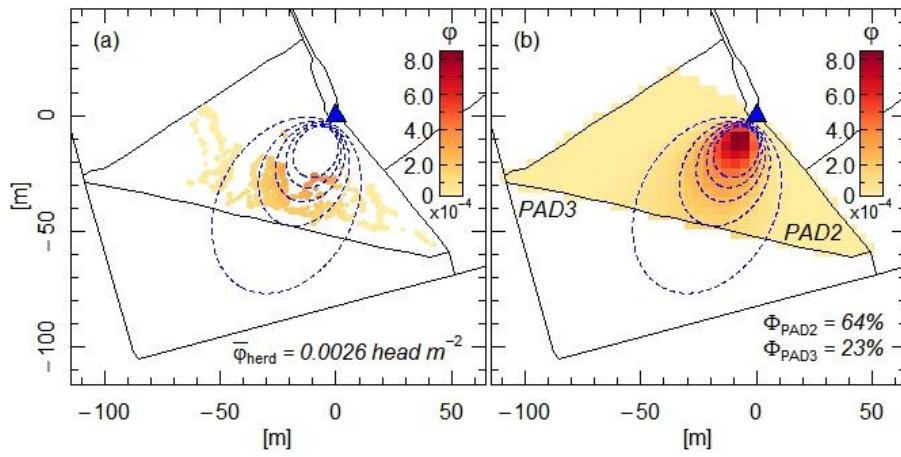 (a)
φ
8.0
6.0
4.0
2.0
0
x10⁻⁴
φ̅herd = 0.0026 head m⁻²
(b)
φ
8.0
6.0
4.0
2.0
0
x10⁻⁴
PAD3
PAD2
ΦPAD2 = 64%
ΦPAD3 = 23%
0
−50
−100
[m]
−100 −50 0 50
[m]
−100 −50 0 50
[m]